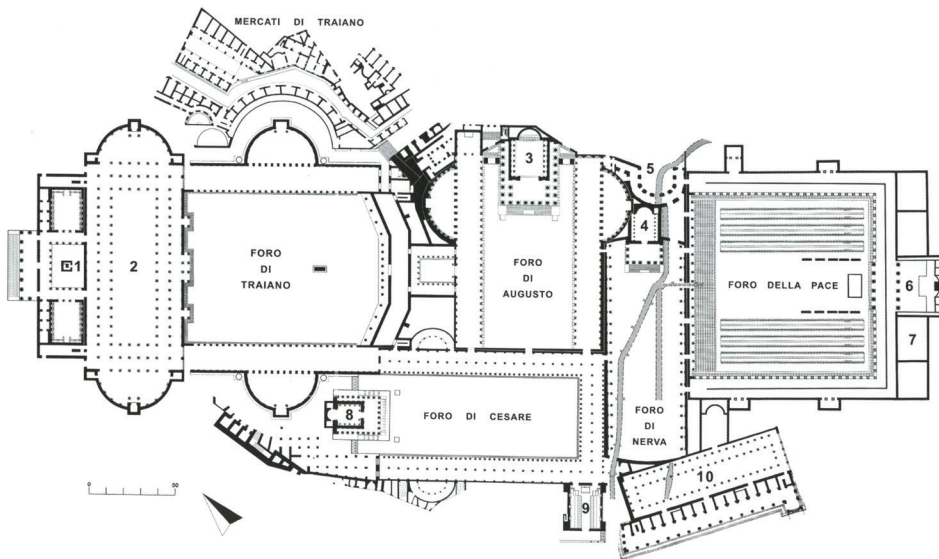 MERCATI DI TRAIANO
3
5
4
1
2
FORO
DI
TRAIANO
FORO
DI
AUGUSTO
FORO DELLA PACE
6
7
8
FORO DI CESARE
FORO
DI
NERVA
10
9
0
50